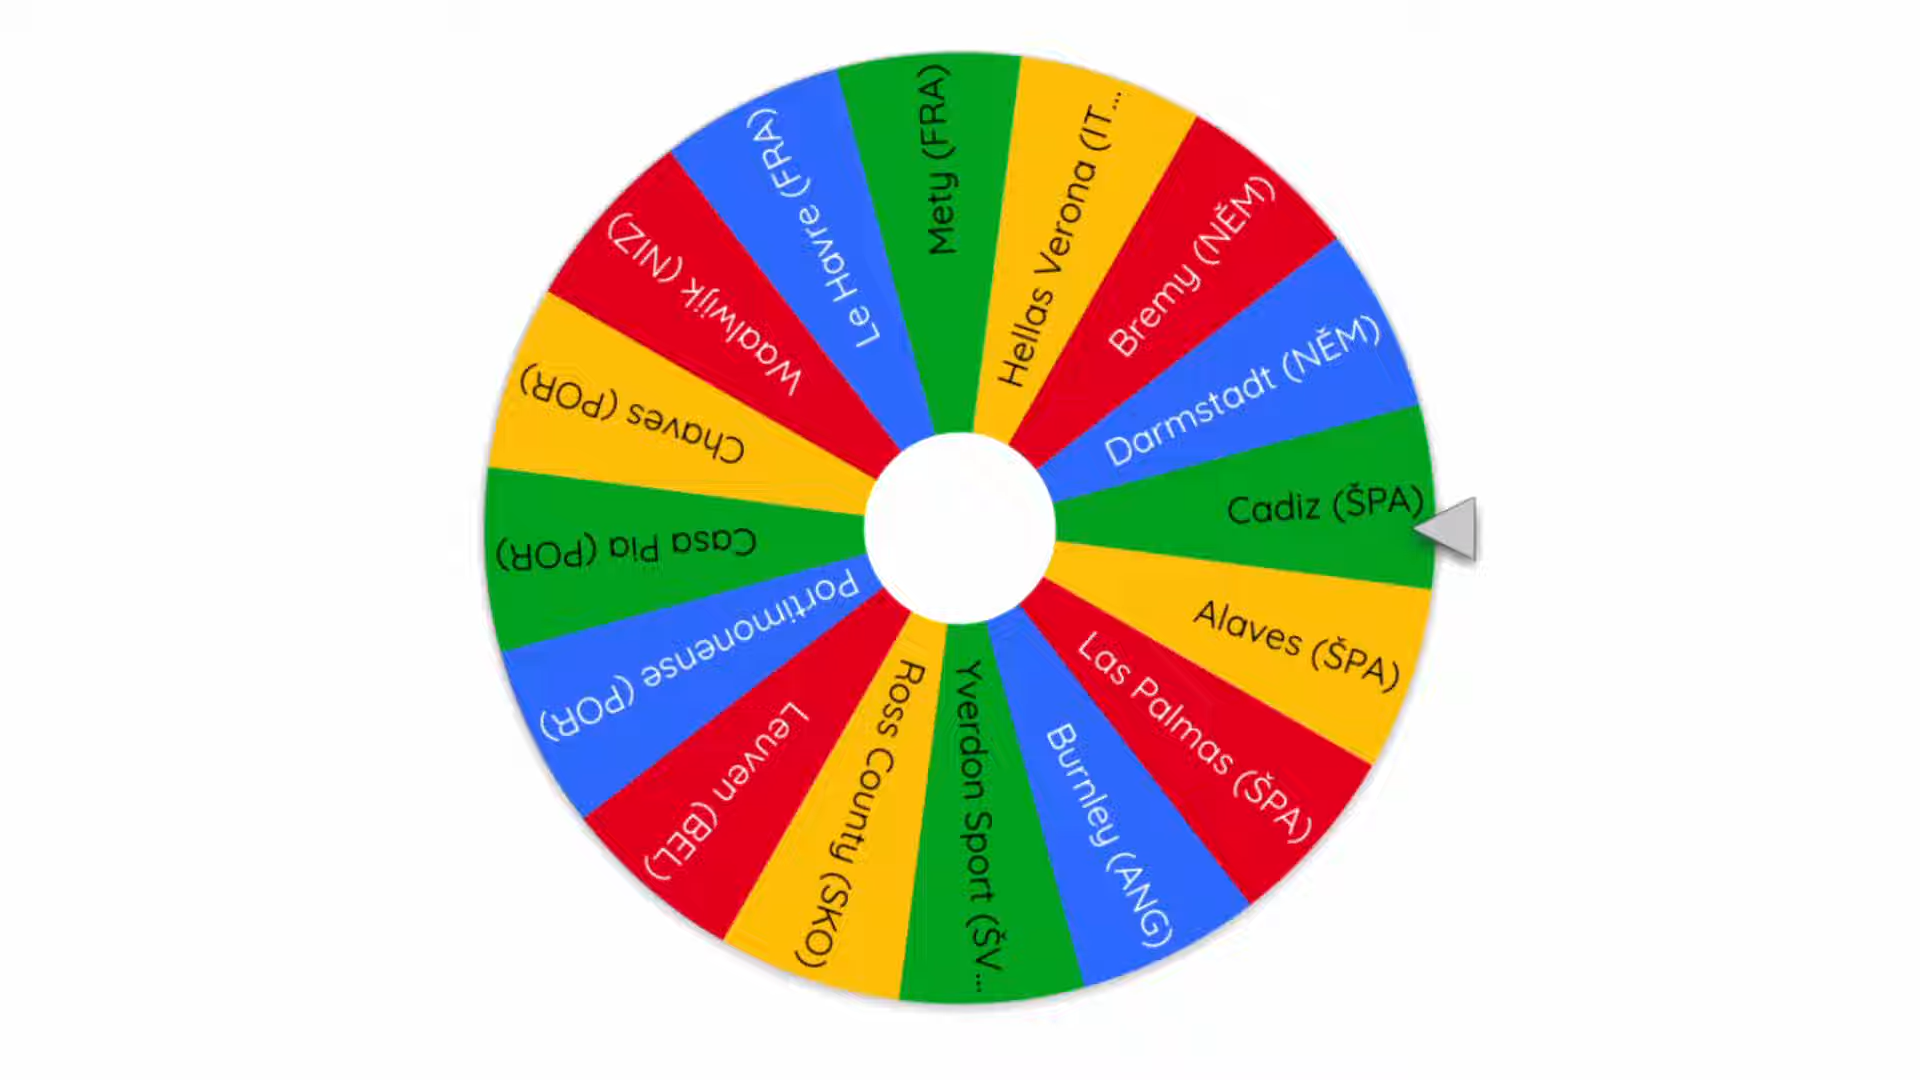 Mety (FRA)
Hellas Verona (IT...
Bremy (NĚM)
Darmstadt (NĚM)
Cadiz (ŠPA)
Alaves (ŠPA)
Las Palmas (ŠPA)
Burnley (ANG)
Yverdon Sport (ŠV...
Ross County (SKO)
Leuven (BEL)
Portimonense (POR)
Casa Pia (POR)
Chaves (POR)
Waalwijk (NIZ)
Le Havre (FRA)